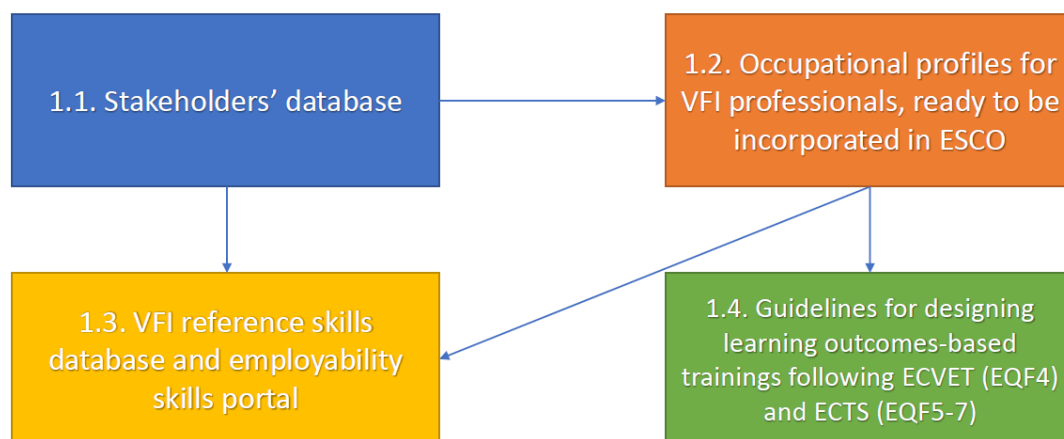 1.1. Stakeholders’ database
1.2. Occupational profiles for
VFI professionals, ready to be
incorporated in ESCO
1.3. VFI reference skills
database and employability
skills portal
1.4. Guidelines for designing
learning outcomes-based
trainings following ECVET (EQF4)
and ECTS (EQF5-7)